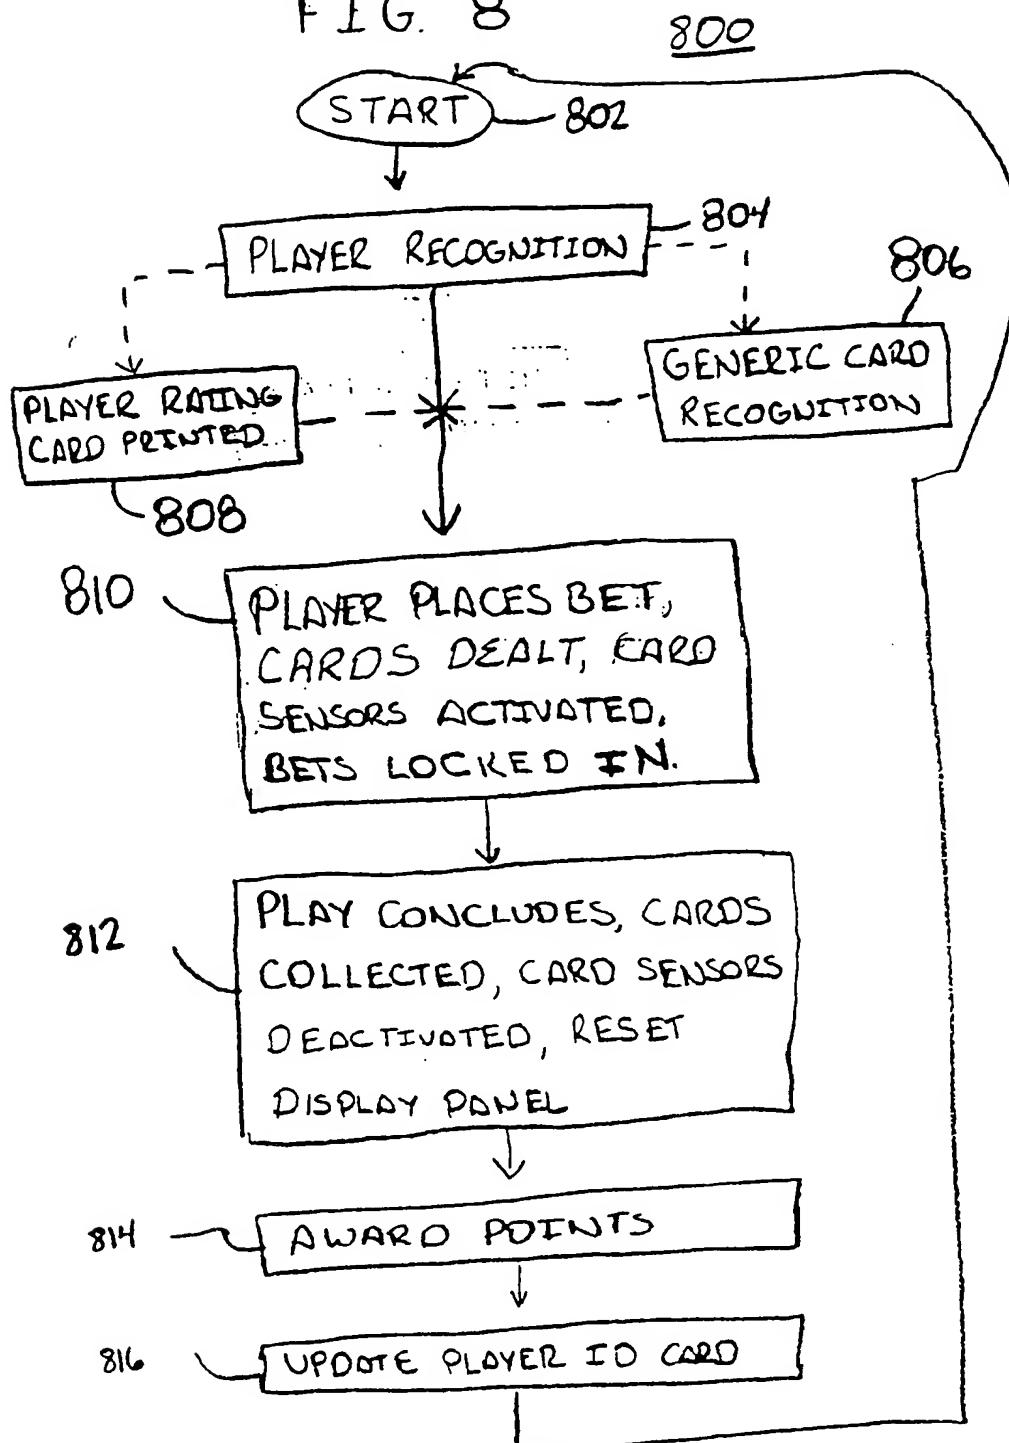 FIG. 8
800
START
802
PLAYER RECOGNITION
804
806
GENERIC CARD
RECOGNITION
PLAYER RATING
CARD PRINTED
808
810
PLAYER PLACES BET,
CARDS DEALT, CARD
SENSORS ACTIVATED,
BETS LOCKED IN.
812
PLAY CONCLUDES, CARDS
COLLECTED, CARD SENSORS
DEACTIVATED, RESET
DISPLAY PANEL
814
AWARD POINTS
816
UPDATE PLAYER ID CARD